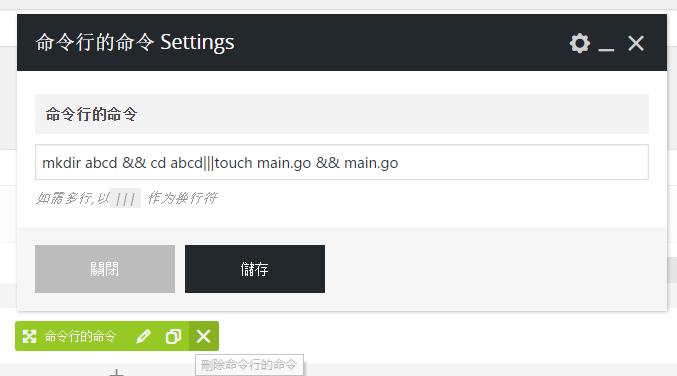 命令行的命令 Settings
命令行的命令
mkdir abcd && cd abcd|||touch main.go && main.go
如需多行,以 ||| 作为换行符
關閉
儲存
命令行的命令
刪除命令行的命令